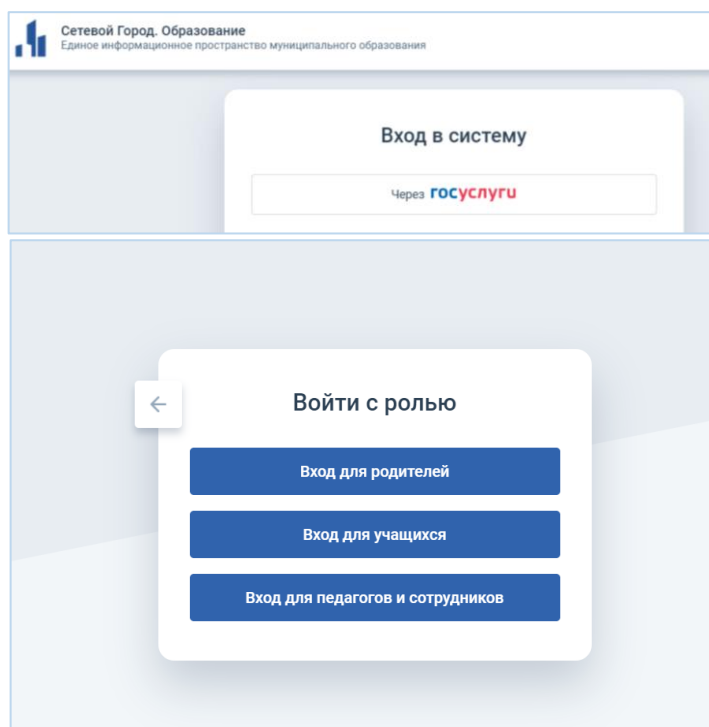 Сетевой Город. Образование
Единое информационное пространство муниципального образования
Вход в систему
Через госуслуги
Войти с ролью
Вход для родителей
Вход для учащихся
Вход для педагогов и сотрудников